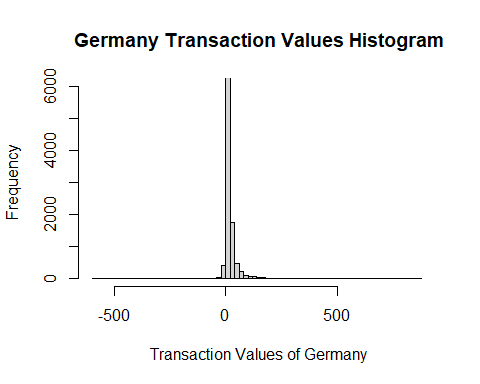 Germany Transaction Values Histogram
6000
4000
2000
0
Frequency
-500 0 500
Transaction Values of Germany